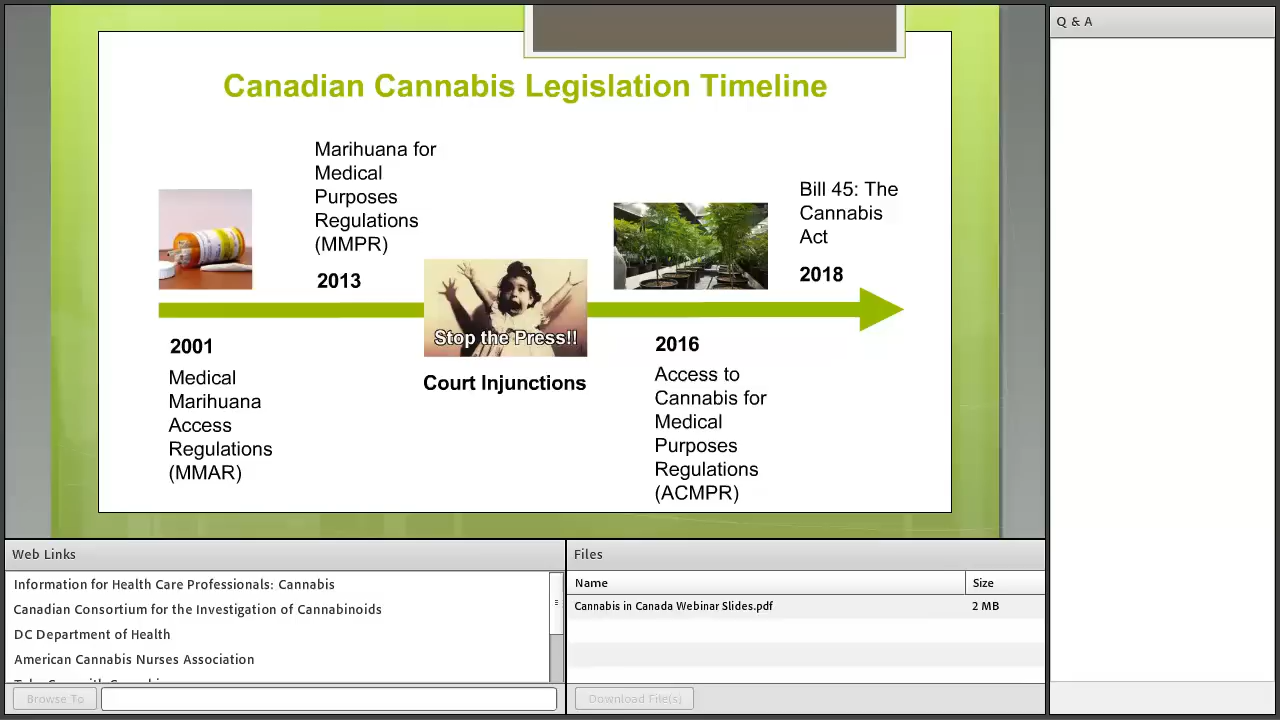 Canadian Cannabis Legislation Timeline
Marihuana for
Medical
Purposes
Regulations
(MMPR)
2013
Bill 45: The
Cannabis
Act
2018
Stop the Press!!
2001
Medical
Marihuana
Access
Regulations
(MMAR)
Court Injunctions
2016
Access to
Cannabis for
Medical
Purposes
Regulations
(ACMPR)
Q & A
Web Links
Information for Health Care Professionals: Cannabis
Canadian Consortium for the Investigation of Cannabinoids
DC Department of Health
American Cannabis Nurses Association
Browse To
Files
Name Size
Cannabis in Canada Webinar Slides.pdf 2 MB
Download File(s)